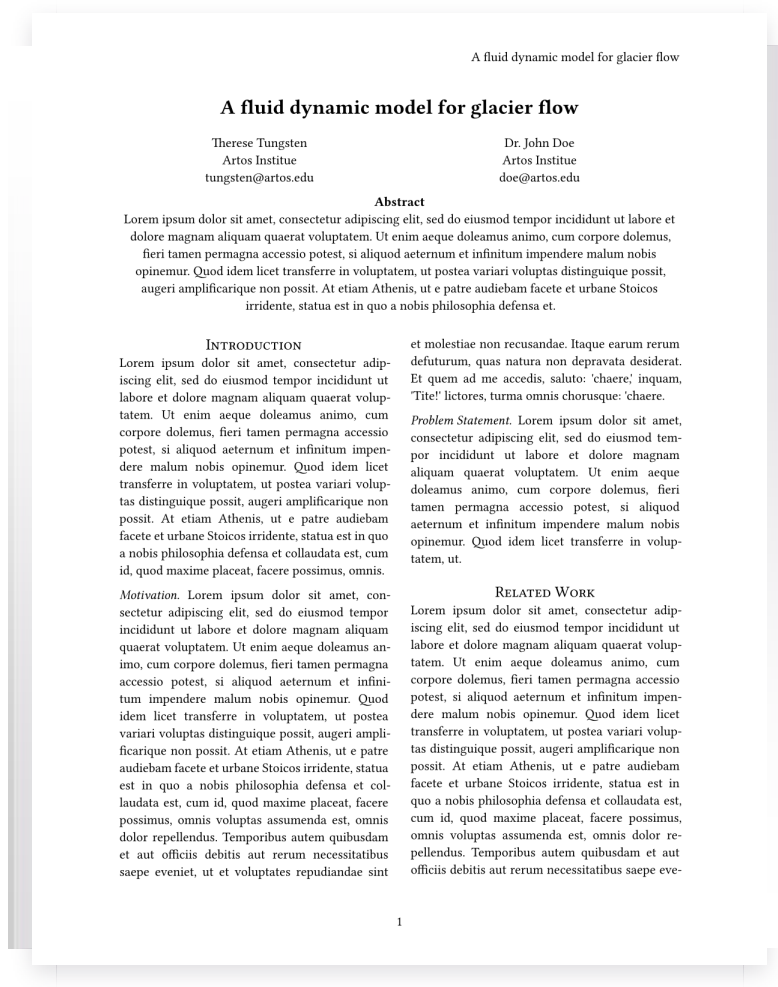 A fluid dynamic model for glacier flow
A fluid dynamic model for glacier flow
Therese Tungsten
Artos Institue
tungsten@artos.edu
Dr. John Doe
Artos Institue
doe@artos.edu
Abstract
Lorem ipsum dolor sit amet, consectetur adipiscing elit, sed do eiusmod tempor incididunt ut labore et
dolore magnam aliquam quaerat voluptatem. Ut enim aeque doleamus animo, cum corpore dolemus,
fieri tamen permagna accessio potest, si aliquod aeternum et infinitum impendere malum nobis
opinemur. Quod idem licet transferre in voluptatem, ut postea variari voluptas distinguique possit,
augeri amplificarique non possit. At etiam Athenis, ut e patre audiebam facete et urbane Stoicos
irridente, statua est in quo a nobis philosophia defensa et.
Introduction
Lorem ipsum dolor sit amet, consectetur adip-
iscing elit, sed do eiusmod tempor incididunt ut
labore et dolore magnam aliquam quaerat volup-
tatem. Ut enim aeque doleamus animo, cum
corpore dolemus, fieri tamen permagna accessio
potest, si aliquod aeternum et infinitum impen-
dere malum nobis opinemur. Quod idem licet
transferre in voluptatem, ut postea variari volup-
tas distinguique possit, augeri amplificarique non
possit. At etiam Athenis, ut e patre audiebam
facete et urbane Stoicos irridente, statua est in quo
a nobis philosophia defensa et collaudata est, cum
id, quod maxime placeat, facere possimus, omnis.
Motivation. Lorem ipsum dolor sit amet, con-
sectetur adipiscing elit, sed do eiusmod tempor
incididunt ut labore et dolore magnam aliquam
quaerat voluptatem. Ut enim aeque doleamus an-
imo, cum corpore dolemus, fieri tamen permagna
accessio potest, si aliquod aeternum et infini-
tum impendere malum nobis opinemur. Quod
idem licet transferre in voluptatem, ut postea
variari voluptas distinguique possit, augeri ampli-
ficarique non possit. At etiam Athenis, ut e patre
audiebam facete et urbane Stoicos irridente, statua
est in quo a nobis philosophia defensa et col-
laudata est, cum id, quod maxime placeat, facere
possimus, omnis voluptas assumenda est, omnis
dolor repellendus. Temporibus autem quibusdam
et aut officiis debitis aut rerum necessitatibus
saepe eveniet, ut et voluptates repudiandae sint
et molestiae non recusandae. Itaque earum rerum
defuturum, quas natura non depravata desiderat.
Et quem ad me accedis, saluto: 'chaere,' inquam,
'Tite!' lictores, turma omnis chorusque: 'chaere.
Problem Statement. Lorem ipsum dolor sit amet,
consectetur adipiscing elit, sed do eiusmod tem-
por incididunt ut labore et dolore magnam
aliquam quaerat voluptatem. Ut enim aeque
doleamus animo, cum corpore dolemus, fieri
tamen permagna accessio potest, si aliquod
aeternum et infinitum impendere malum nobis
opinemur. Quod idem licet transferre in volup-
tatem, ut.
Related Work
Lorem ipsum dolor sit amet, consectetur adip-
iscing elit, sed do eiusmod tempor incididunt ut
labore et dolore magnam aliquam quaerat volup-
tatem. Ut enim aeque doleamus animo, cum
corpore dolemus, fieri tamen permagna accessio
potest, si aliquod aeternum et infinitum impen-
dere malum nobis opinemur. Quod idem licet
transferre in voluptatem, ut postea variari volup-
tas distinguique possit, augeri amplificarique non
possit. At etiam Athenis, ut e patre audiebam
facete et urbane Stoicos irridente, statua est in
quo a nobis philosophia defensa et collaudata est,
cum id, quod maxime placeat, facere possimus,
omnis voluptas assumenda est, omnis dolor re-
pellendus. Temporibus autem quibusdam et aut
officiis debitis aut rerum necessitatibus saepe eve-
1